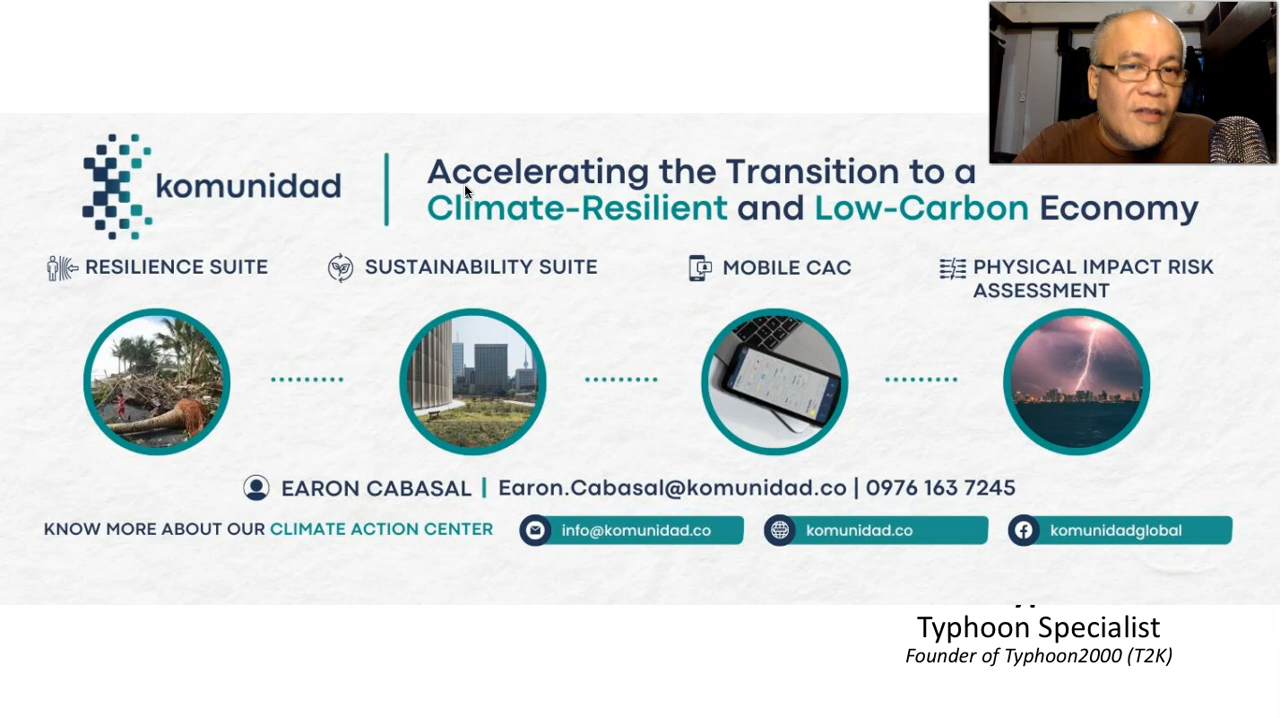 komunidad
Accelerating the Transition to a
Climate-Resilient and Low-Carbon Economy
RESILIENCE SUITE
SUSTAINABILITY SUITE
MOBILE CAC
PHYSICAL IMPACT RISK
ASSESSMENT
EARON CABASAL | Earon.Cabasal@komunidad.co | 0976 163 7245
KNOW MORE ABOUT OUR CLIMATE ACTION CENTER
info@komunidad.co
komunidad.co
komunidadglobal
Typhoon Specialist
Founder of Typhoon2000 (T2K)